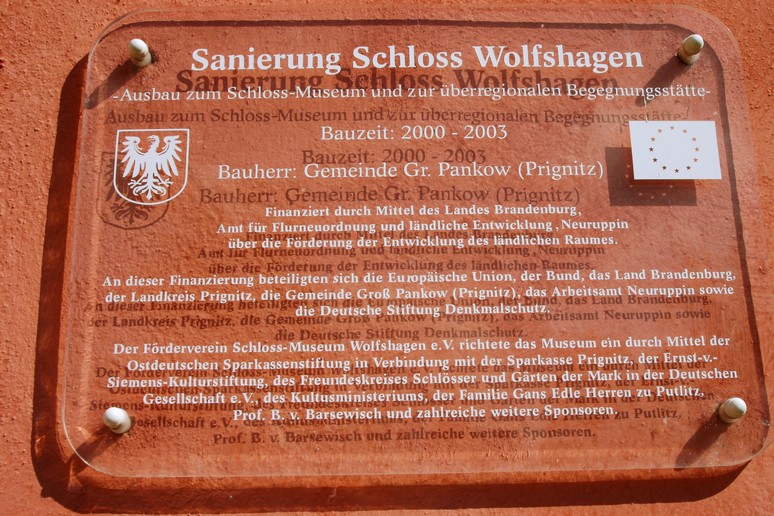 Sanierung Schloss Wolfshagen
-Ausbau zum Schloss-Museum und zur überregionalen Begegnungsstätte-
Bauzeit: 2000 - 2003
Bauherr: Gemeinde Gr. Pankow (Prignitz)
Finanziert durch Mittel des Landes Brandenburg,
Amt für Flurneuordnung und ländliche Entwicklung, Neuruppin
über die Förderung der Entwicklung des ländlichen Raumes.
An dieser Finanzierung beteiligten sich die Europäische Union, der Bund, das Land Brandenburg,
der Landkreis Prignitz, die Gemeinde Groß Pankow (Prignitz), das Arbeitsamt Neuruppin sowie
die Deutsche Stiftung Denkmalschutz.
Der Förderverein Schloss-Museum Wolfshagen e.V. richtete das Museum ein durch Mittel der
Ostdeutschen Sparkassenstiftung in Verbindung mit der Sparkasse Prignitz, der Ernst-v.-
Siemens-Kulturstiftung, des Freundeskreises Schlösser und Gärten der Mark in der Deutschen
Gesellschaft e.V., des Kultusministeriums, der Familie Gans Edle Herren zu Putlitz,
Prof. B. v. Barsewisch und zahlreiche weitere Sponsoren.